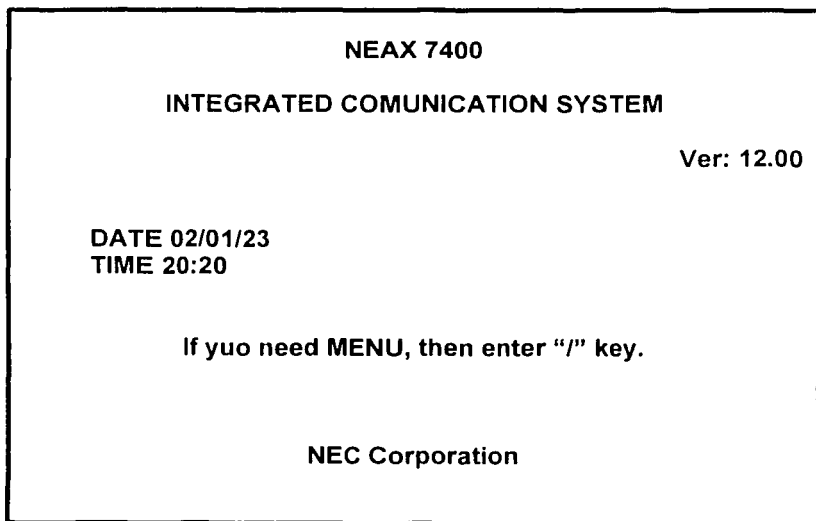 NEAX 7400
INTEGRATED COMUNICATION SYSTEM
Ver: 12.00
DATE 02/01/23
TIME 20:20
If yuo need MENU, then enter “/” key.
NEC Corporation